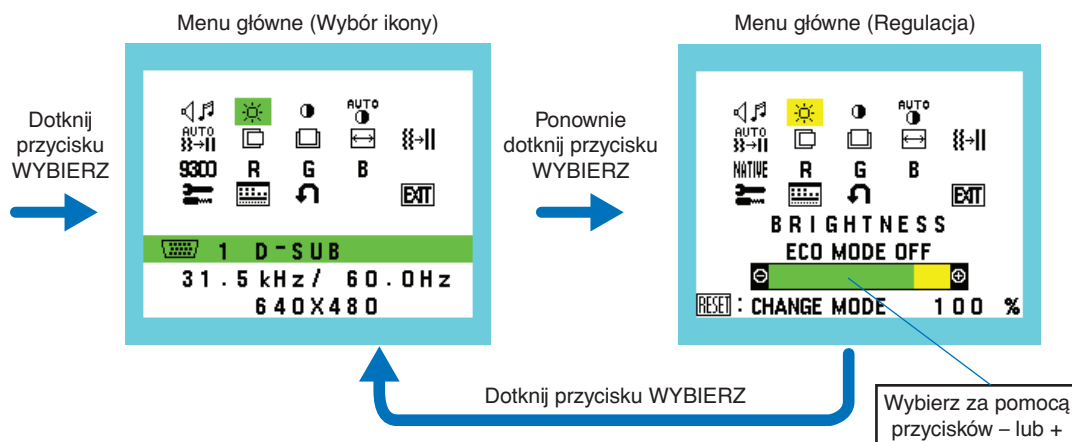 Menu główne (Wybór ikony)
Menu główne (Regulacja)
Dotknij
przycisku
WYBIERZ
AUTO
AUTO
9300 R G B
EXIT
1 D-SUB
31.5 kHz/ 60.0Hz
640X480
Ponownie
dotknij przycisku
WYBIERZ
AUTO
AUTO
NATIVE R G B
EXIT
BRIGHTNESS
ECO MODE OFF
RESET : CHANGE MODE 100 %
Dotknij przycisku WYBIERZ
Wybierz za pomocą
przycisków – lub +